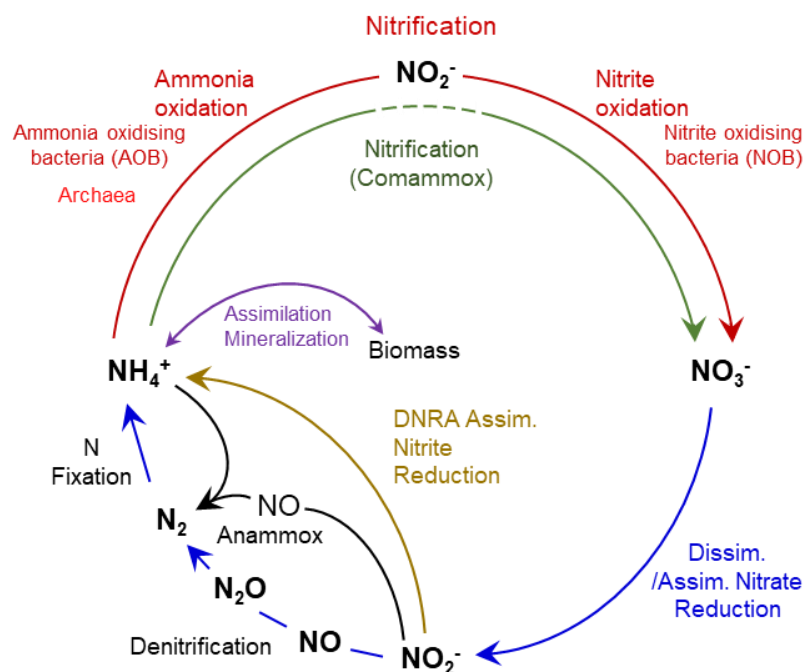 Nitrification
NO₂⁻
Ammonia
oxidation
Nitrite
oxidation
Ammonia oxidising
bacteria (AOB)
Nitrite oxidising
bacteria (NOB)
Archaea
Nitrification
(Comammox)
Assimilation
Mineralization
Biomass
NH₄⁺
NO₃⁻
DNRA Assim.
Nitrite
Reduction
N
Fixation
NO
N₂
Anammox
Dissim.
/Assim. Nitrate
Reduction
N₂O
Denitrification
NO
NO₂⁻